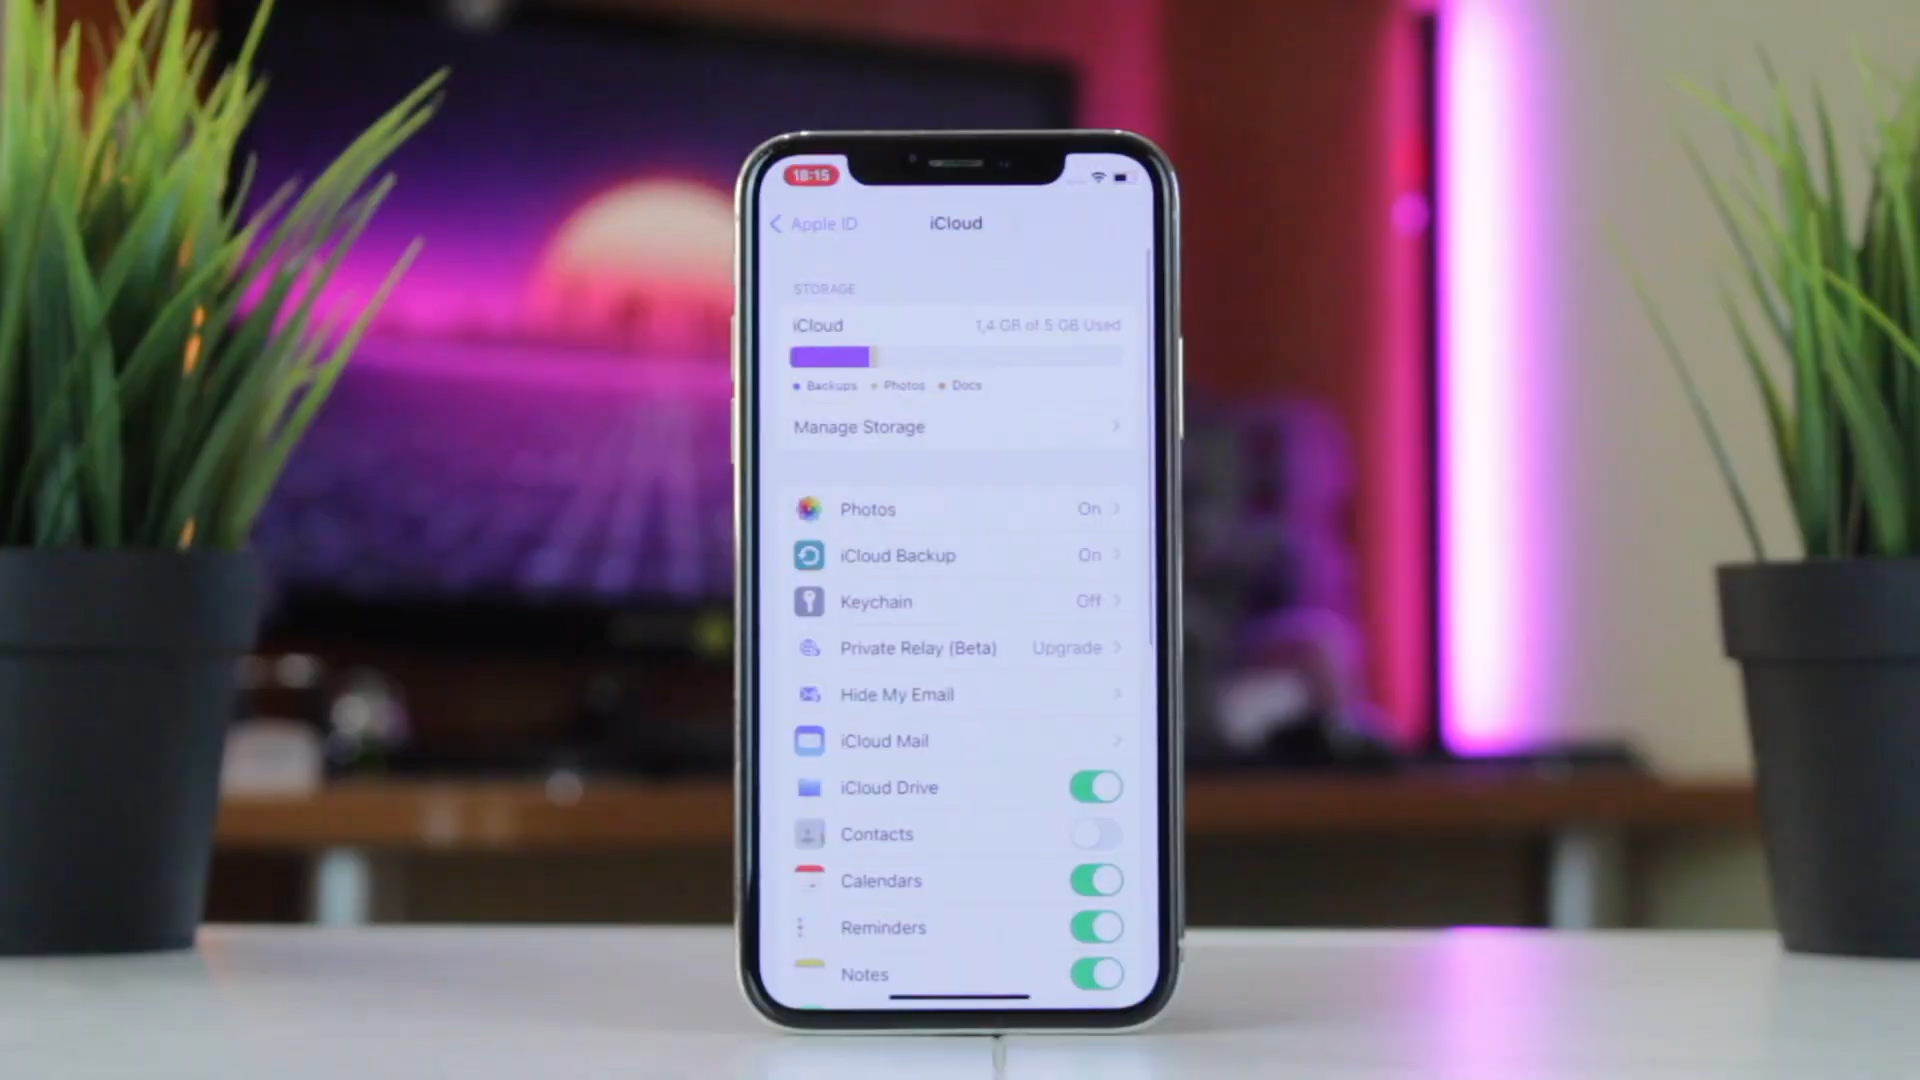 18:15
Apple ID
iCloud
STORAGE
iCloud 1,4 GB of 5 GB Used
Backups Photos Docs
Manage Storage
Photos On
iCloud Backup On
Keychain Off
Private Relay (Beta) Upgrade
Hide My Email
iCloud Mail
iCloud Drive
Contacts
Calendars
Reminders
Notes